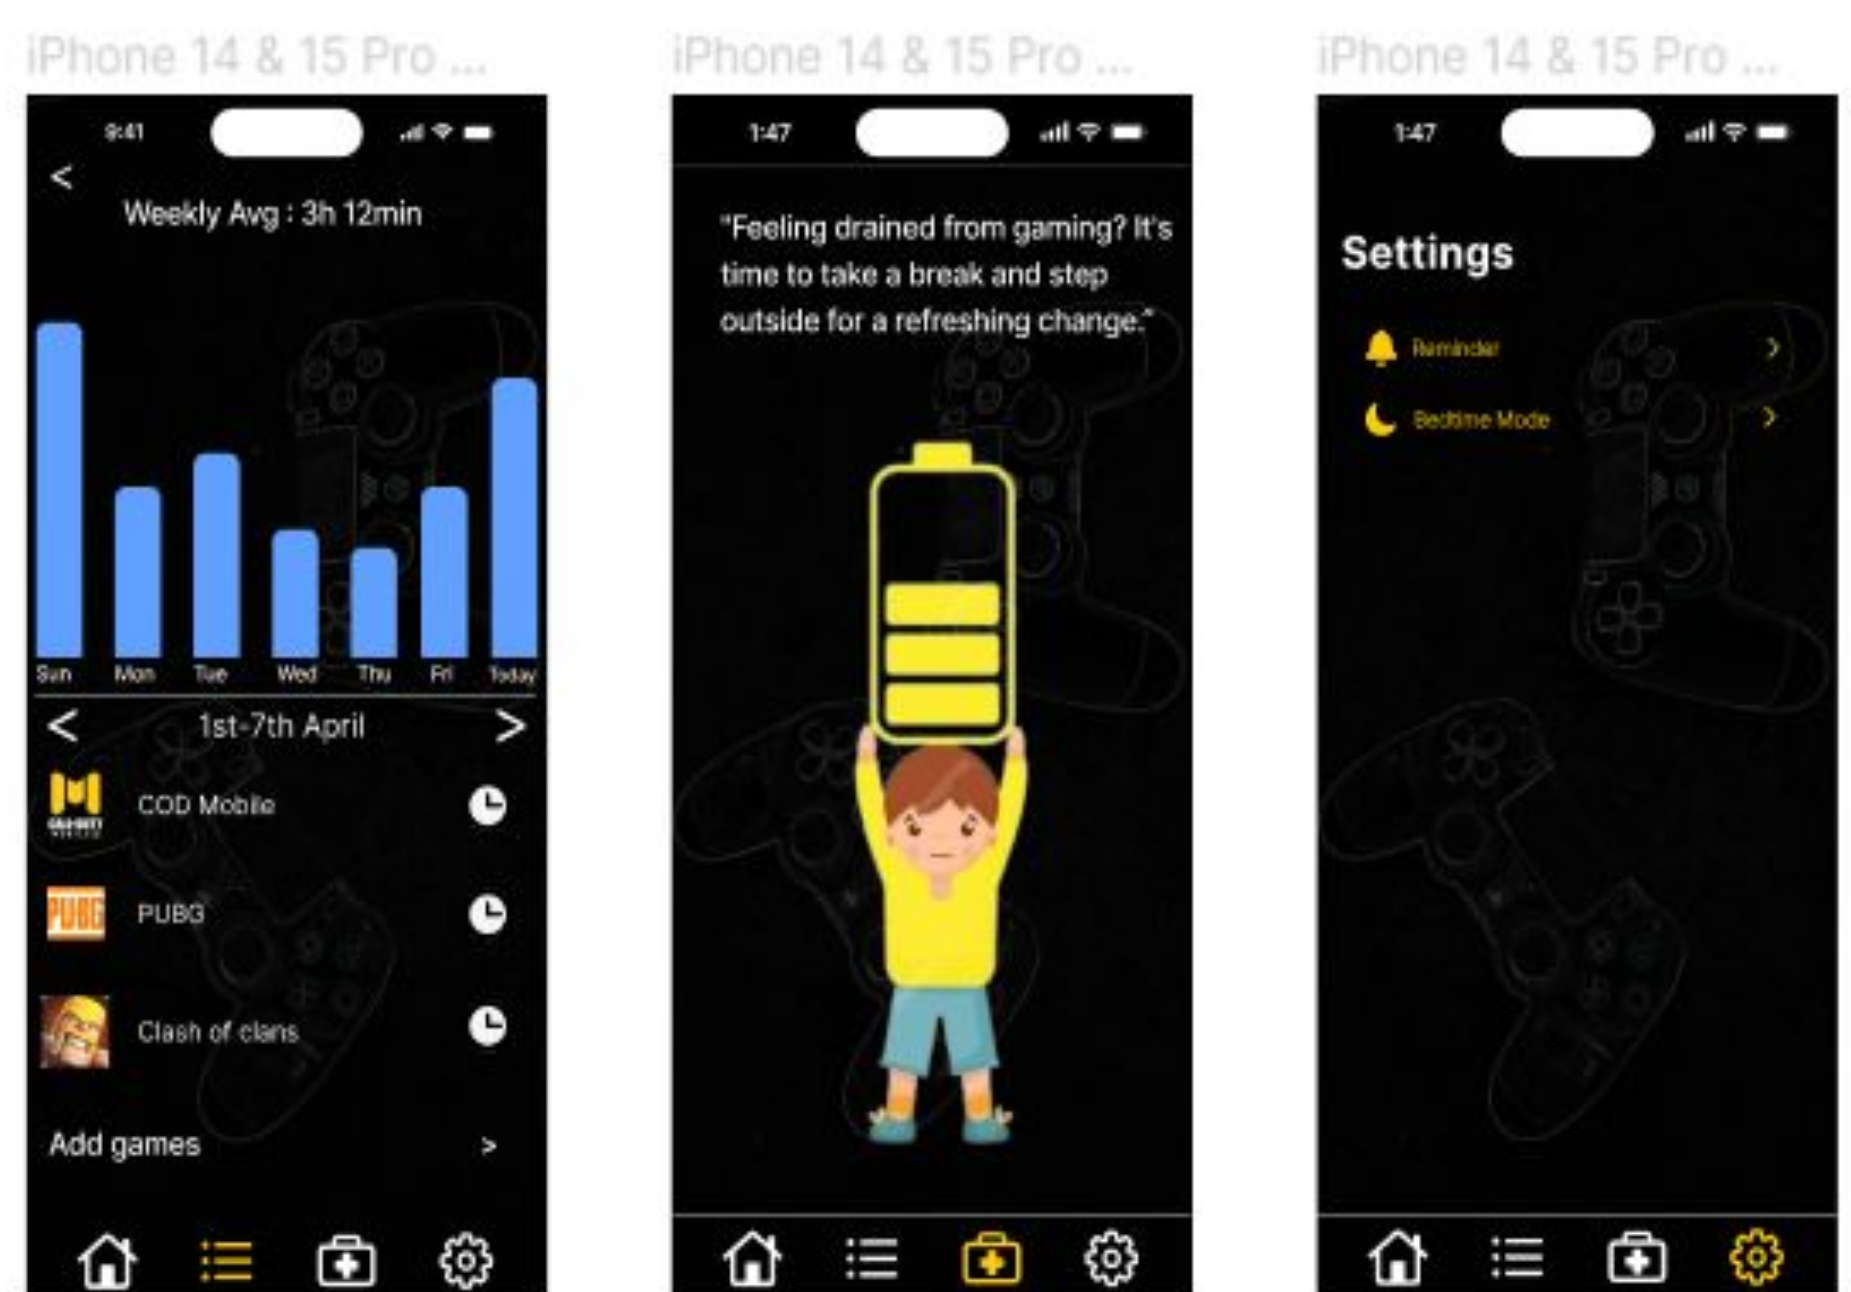 iPhone 14 & 15 Pro ...
9:41
<
Weekly Avg : 3h 12min
Sun Mon Tue Wed Thu Fri Today
< 1st-7th April >
COD Mobile
PUBG
PUBG
Clash of clans
Add games >
iPhone 14 & 15 Pro ...
1:47
"Feeling drained from gaming? It's
time to take a break and step
outside for a refreshing change."
iPhone 14 & 15 Pro ...
1:47
Settings
Reminder >
Bedtime Mode >